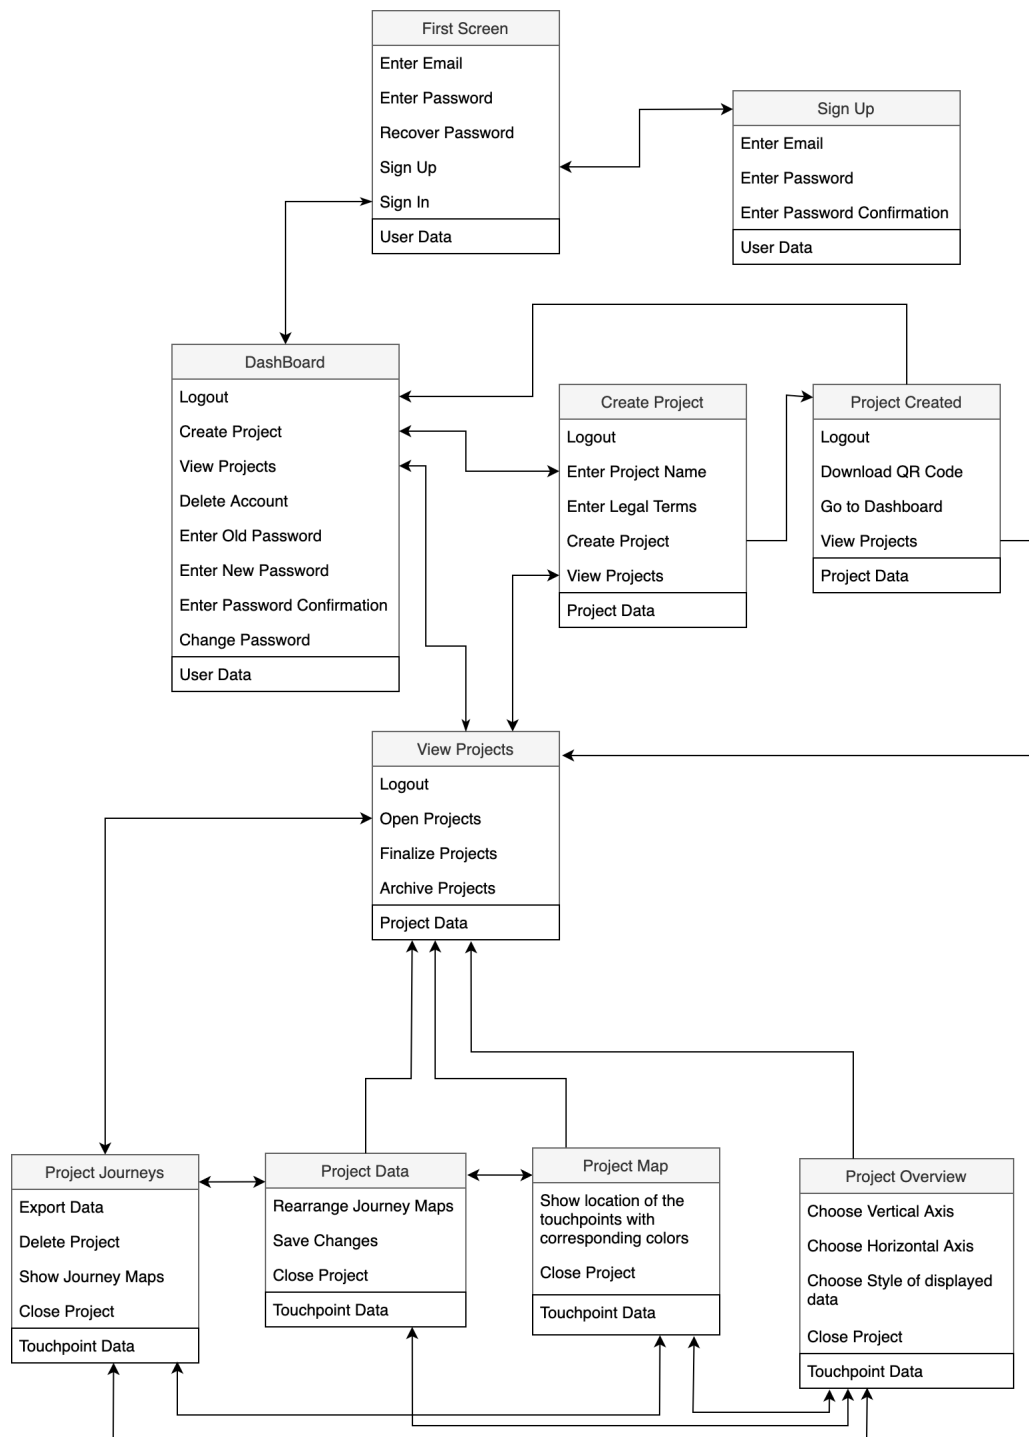 First Screen
Enter Email
Enter Password
Recover Password
Sign Up
Sign In
User Data
Sign Up
Enter Email
Enter Password
Enter Password Confirmation
User Data
DashBoard
Logout
Create Project
View Projects
Delete Account
Enter Old Password
Enter New Password
Enter Password Confirmation
Change Password
User Data
Create Project
Logout
Enter Project Name
Enter Legal Terms
Create Project
View Projects
Project Data
Project Created
Logout
Download QR Code
Go to Dashboard
View Projects
Project Data
View Projects
Logout
Open Projects
Finalize Projects
Archive Projects
Project Data
Project Journeys
Export Data
Delete Project
Show Journey Maps
Close Project
Touchpoint Data
Project Data
Rearrange Journey Maps
Save Changes
Close Project
Touchpoint Data
Project Map
Show location of the
touchpoints with
corresponding colors
Close Project
Touchpoint Data
Project Overview
Choose Vertical Axis
Choose Horizontal Axis
Choose Style of displayed
data
Close Project
Touchpoint Data